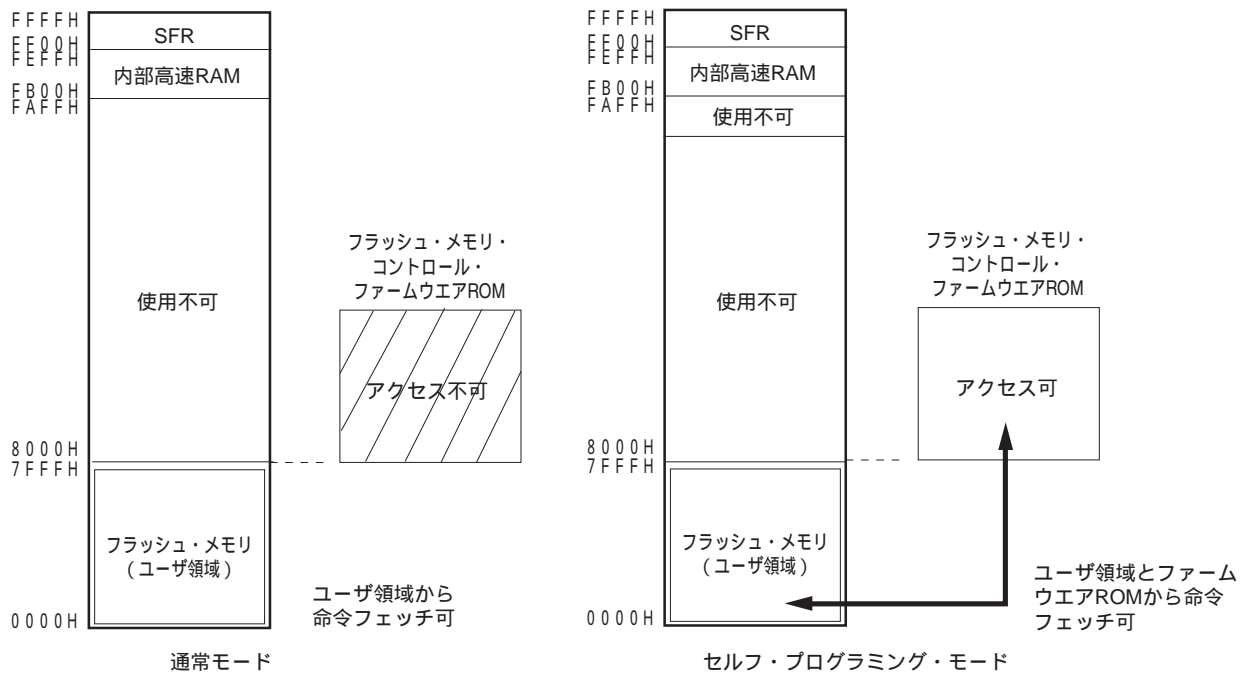 FFFFH
FE00H
FEFFH
FB00H
FAFFH
SFR
内部高速RAM
使用不可
8000H
7FFFH
フラッシュ・メモリ
(ユーザ領域)
0000H
フラッシュ・メモリ・
コントロール・
ファームウエアROM
アクセス不可
ユーザ領域から
命令フェッチ可
通常モード
FFFFH
FE00H
FEFFH
FB00H
FAFFH
SFR
内部高速RAM
使用不可
使用不可
8000H
7FFFH
フラッシュ・メモリ
(ユーザ領域)
0000H
フラッシュ・メモリ・
コントロール・
ファームウエアROM
アクセス可
ユーザ領域とファーム
ウエアROMから命令
フェッチ可
セルフ・プログラミング・モード